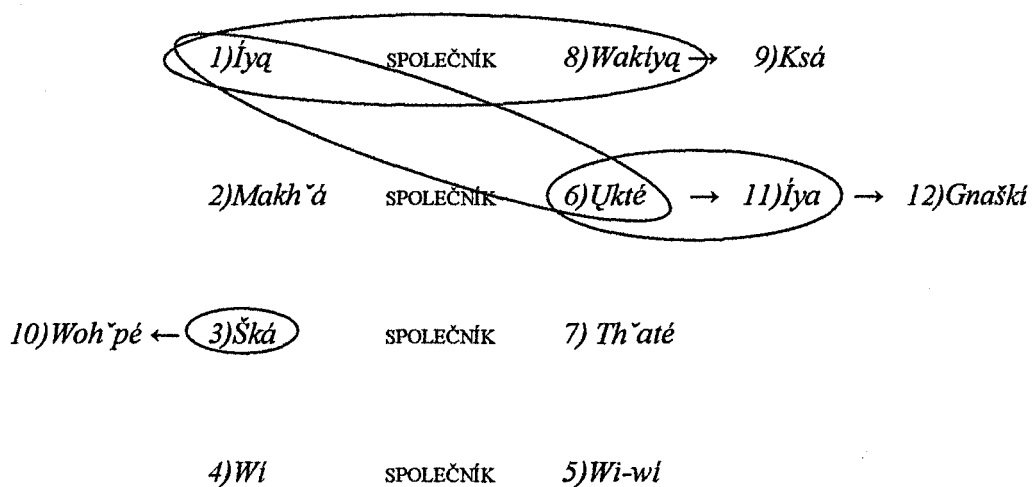 1)Íyą SPOLEČNÍK 8)Wakíyą → 9)Ksá
2)Makhˇá SPOLEČNÍK 6)Ųkté → 11)Íya → 12)Gnaškí
10)Wohˇpé ← 3)Šká SPOLEČNÍK 7) Thˇaté
4)Wí SPOLEČNÍK 5)Wi-wí